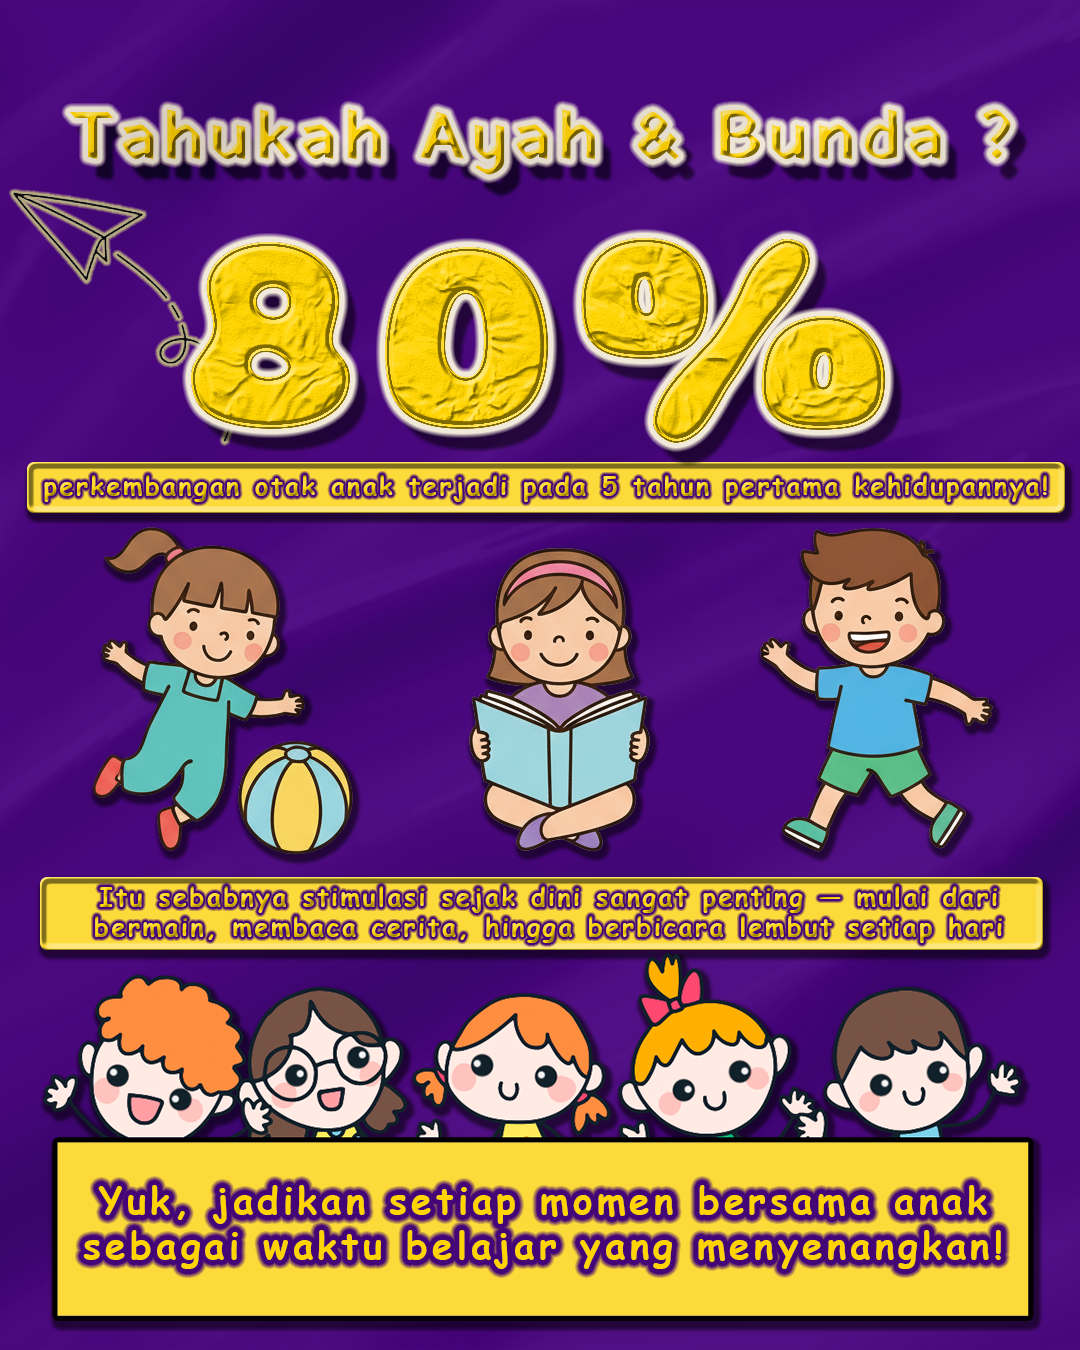 Tahukah Ayah & Bunda ?
80%
perkembangan otak anak terjadi pada 5 tahun pertama kehidupannya!
Itu sebabnya stimulasi sejak dini sangat penting — mulai dari
bermain, membaca cerita, hingga berbicara lembut setiap hari
Yuk, jadikan setiap momen bersama anak
sebagai waktu belajar yang menyenangkan!